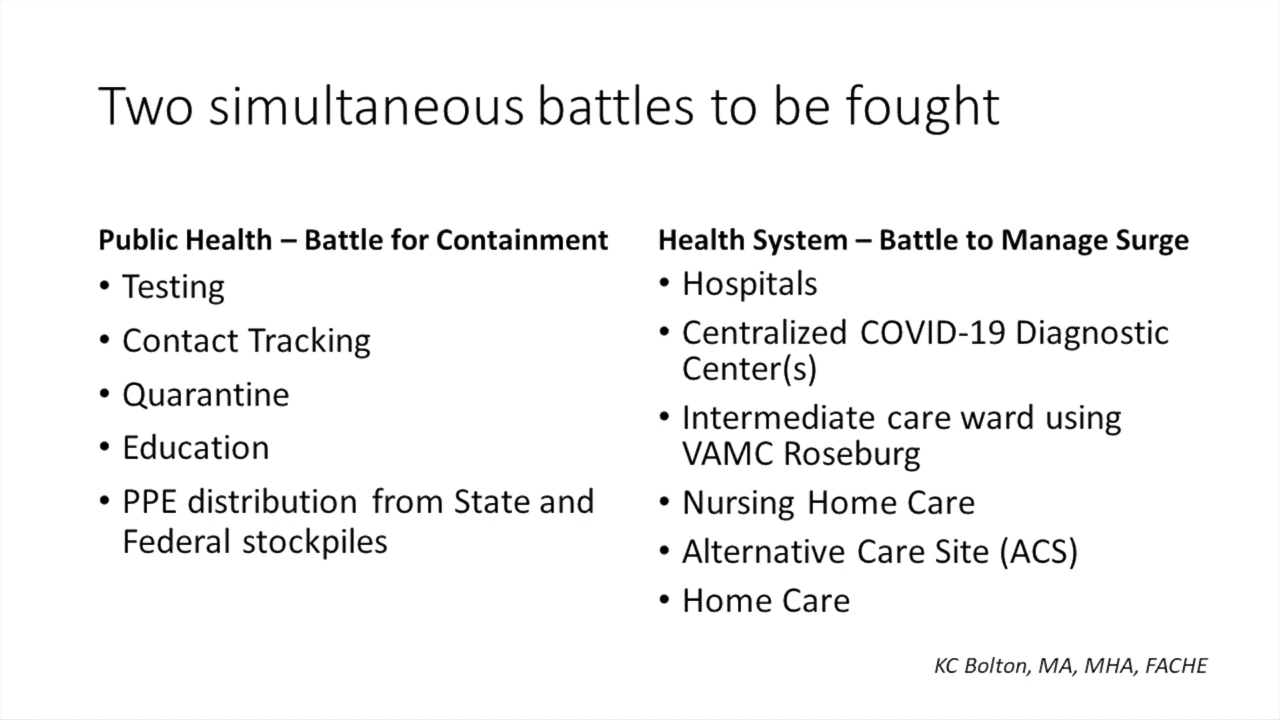 Two simultaneous battles to be fought
Public Health – Battle for Containment
• Testing
• Contact Tracking
• Quarantine
• Education
• PPE distribution from State and
Federal stockpiles
Health System – Battle to Manage Surge
• Hospitals
• Centralized COVID-19 Diagnostic
Center(s)
• Intermediate care ward using
VAMC Roseburg
• Nursing Home Care
• Alternative Care Site (ACS)
• Home Care
KC Bolton, MA, MHA, FACHE